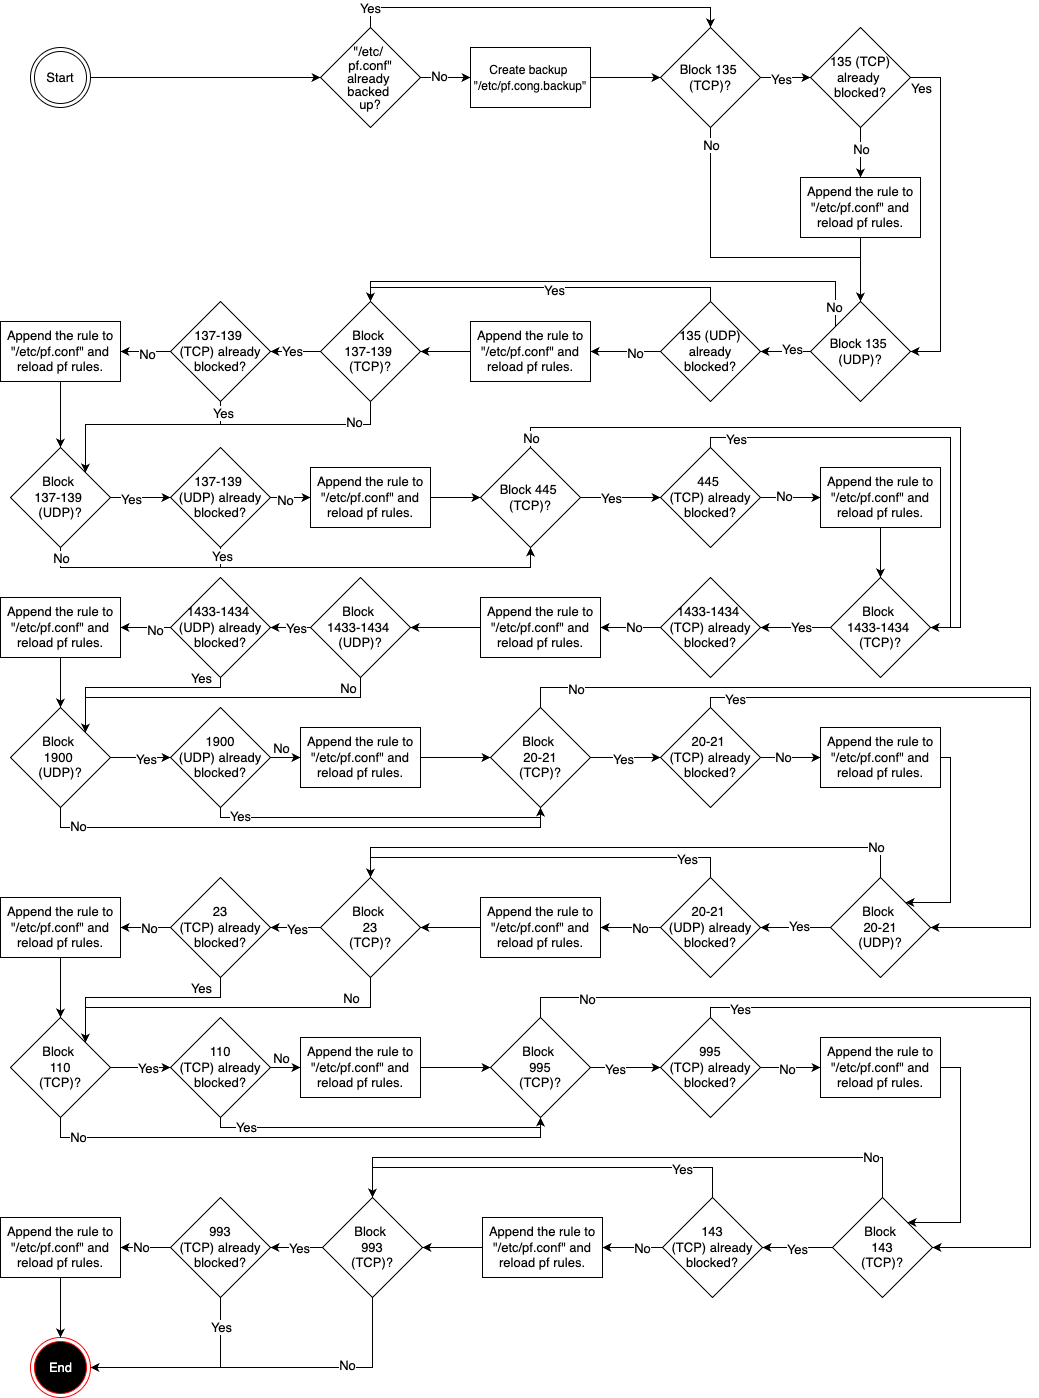 Yes
Start
"/etc/
pf.conf"
already
backed
up?
No
Create backup
"/etc/pf.cong.backup"
Block 135
(TCP)?
Yes
135 (TCP)
already
blocked?
Yes
No
No
Append the rule to
"/etc/pf.conf" and
reload pf rules.
Block 135
(UDP)?
No
Yes
135 (UDP)
already
blocked?
Yes
No
Append the rule to
"/etc/pf.conf" and
reload pf rules.
Block
137-139
(TCP)?
Yes
137-139
(TCP) already
blocked?
No
Append the rule to
"/etc/pf.conf" and
reload pf rules.
Yes
No
Block
137-139
(UDP)?
Yes
137-139
(UDP) already
blocked?
No
Append the rule to
"/etc/pf.conf" and
reload pf rules.
No
Yes
No
Block 445
(TCP)?
Yes
445
(TCP) already
blocked?
Yes
No
Append the rule to
"/etc/pf.conf" and
reload pf rules.
Block
1433-1434
(TCP)?
Yes
1433-1434
(TCP) already
blocked?
No
Append the rule to
"/etc/pf.conf" and
reload pf rules.
Block
1433-1434
(UDP)?
Yes
1433-1434
(UDP) already
blocked?
No
Append the rule to
"/etc/pf.conf" and
reload pf rules.
Yes
No
Block
1900
(UDP)?
Yes
1900
(UDP) already
blocked?
No
Append the rule to
"/etc/pf.conf" and
reload pf rules.
Yes
No
No
Block
20-21
(TCP)?
Yes
20-21
(TCP) already
blocked?
Yes
No
Append the rule to
"/etc/pf.conf" and
reload pf rules.
No
Block
20-21
(UDP)?
Yes
20-21
(UDP) already
blocked?
Yes
No
Append the rule to
"/etc/pf.conf" and
reload pf rules.
Block
23
(TCP)?
Yes
23
(TCP) already
blocked?
No
Append the rule to
"/etc/pf.conf" and
reload pf rules.
Yes
No
Block
110
(TCP)?
Yes
110
(TCP) already
blocked?
No
Append the rule to
"/etc/pf.conf" and
reload pf rules.
Yes
No
No
Block
995
(TCP)?
Yes
995
(TCP) already
blocked?
Yes
No
Append the rule to
"/etc/pf.conf" and
reload pf rules.
No
Block
143
(TCP)?
Yes
143
(TCP) already
blocked?
Yes
No
Append the rule to
"/etc/pf.conf" and
reload pf rules.
Block
993
(TCP)?
Yes
993
(TCP) already
blocked?
No
Append the rule to
"/etc/pf.conf" and
reload pf rules.
Yes
No
End